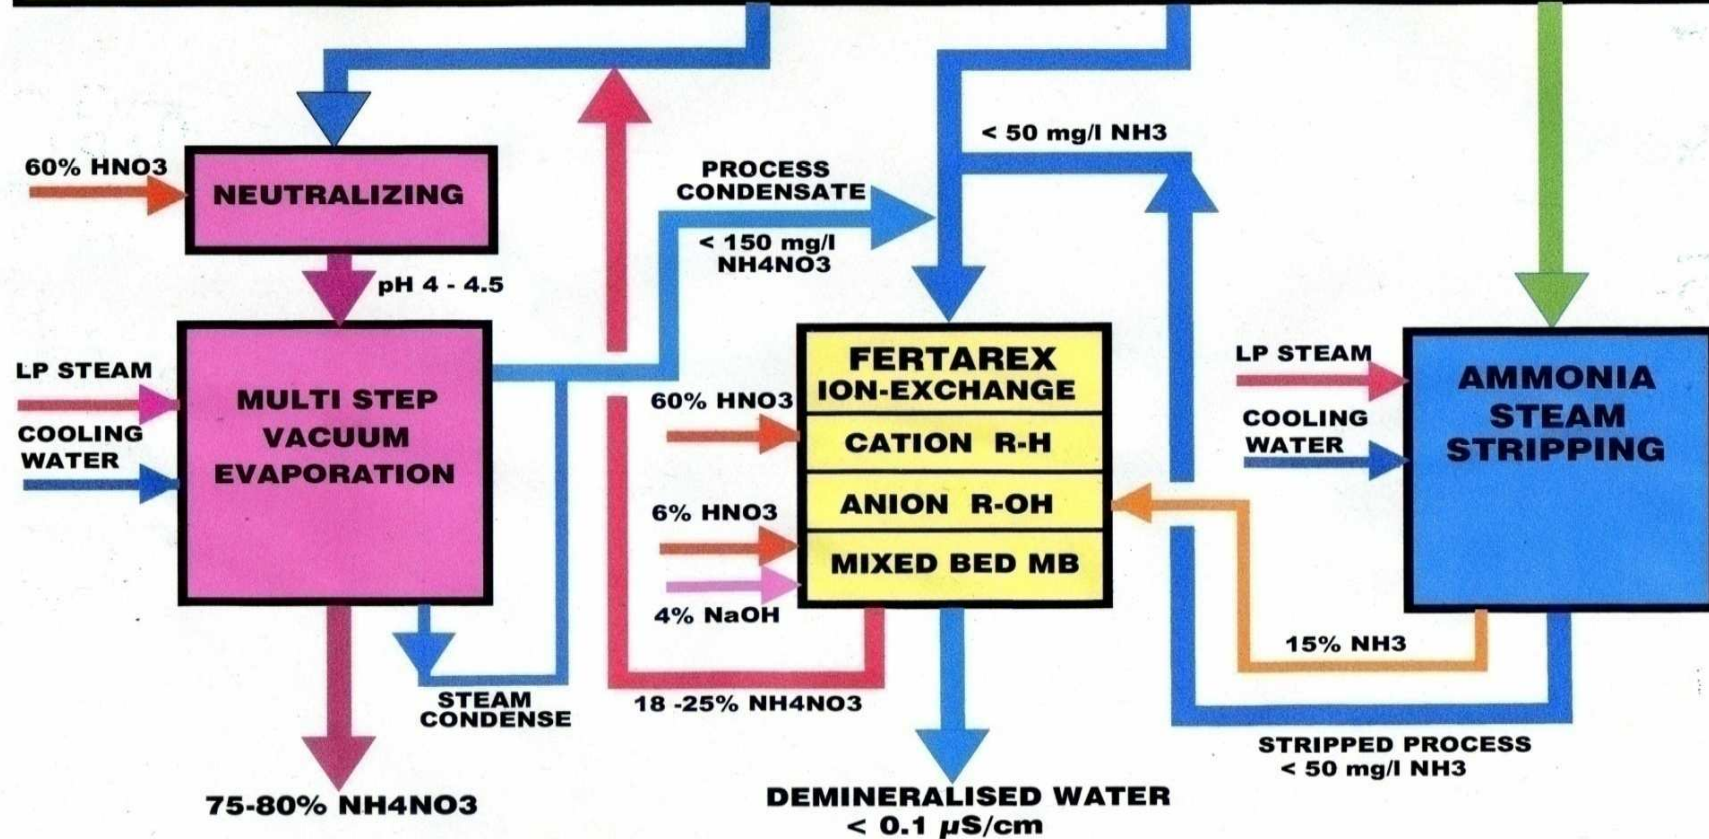 60% HNO3
NEUTRALIZING
pH 4 - 4.5
LP STEAM
COOLING
WATER
MULTI STEP
VACUUM
EVAPORATION
STEAM
CONDENSE
75-80% NH4NO3
PROCESS
CONDENSATE
< 150 mg/l
NH4NO3
< 50 mg/l NH3
FERTAREX
ION-EXCHANGE
60% HNO3
CATION R-H
ANION R-OH
6% HNO3
MIXED BED MB
4% NaOH
18 -25% NH4NO3
DEMINERALISED WATER
< 0.1 µS/cm
LP STEAM
COOLING
WATER
AMMONIA
STEAM
STRIPPING
15% NH3
STRIPPED PROCESS
< 50 mg/l NH3